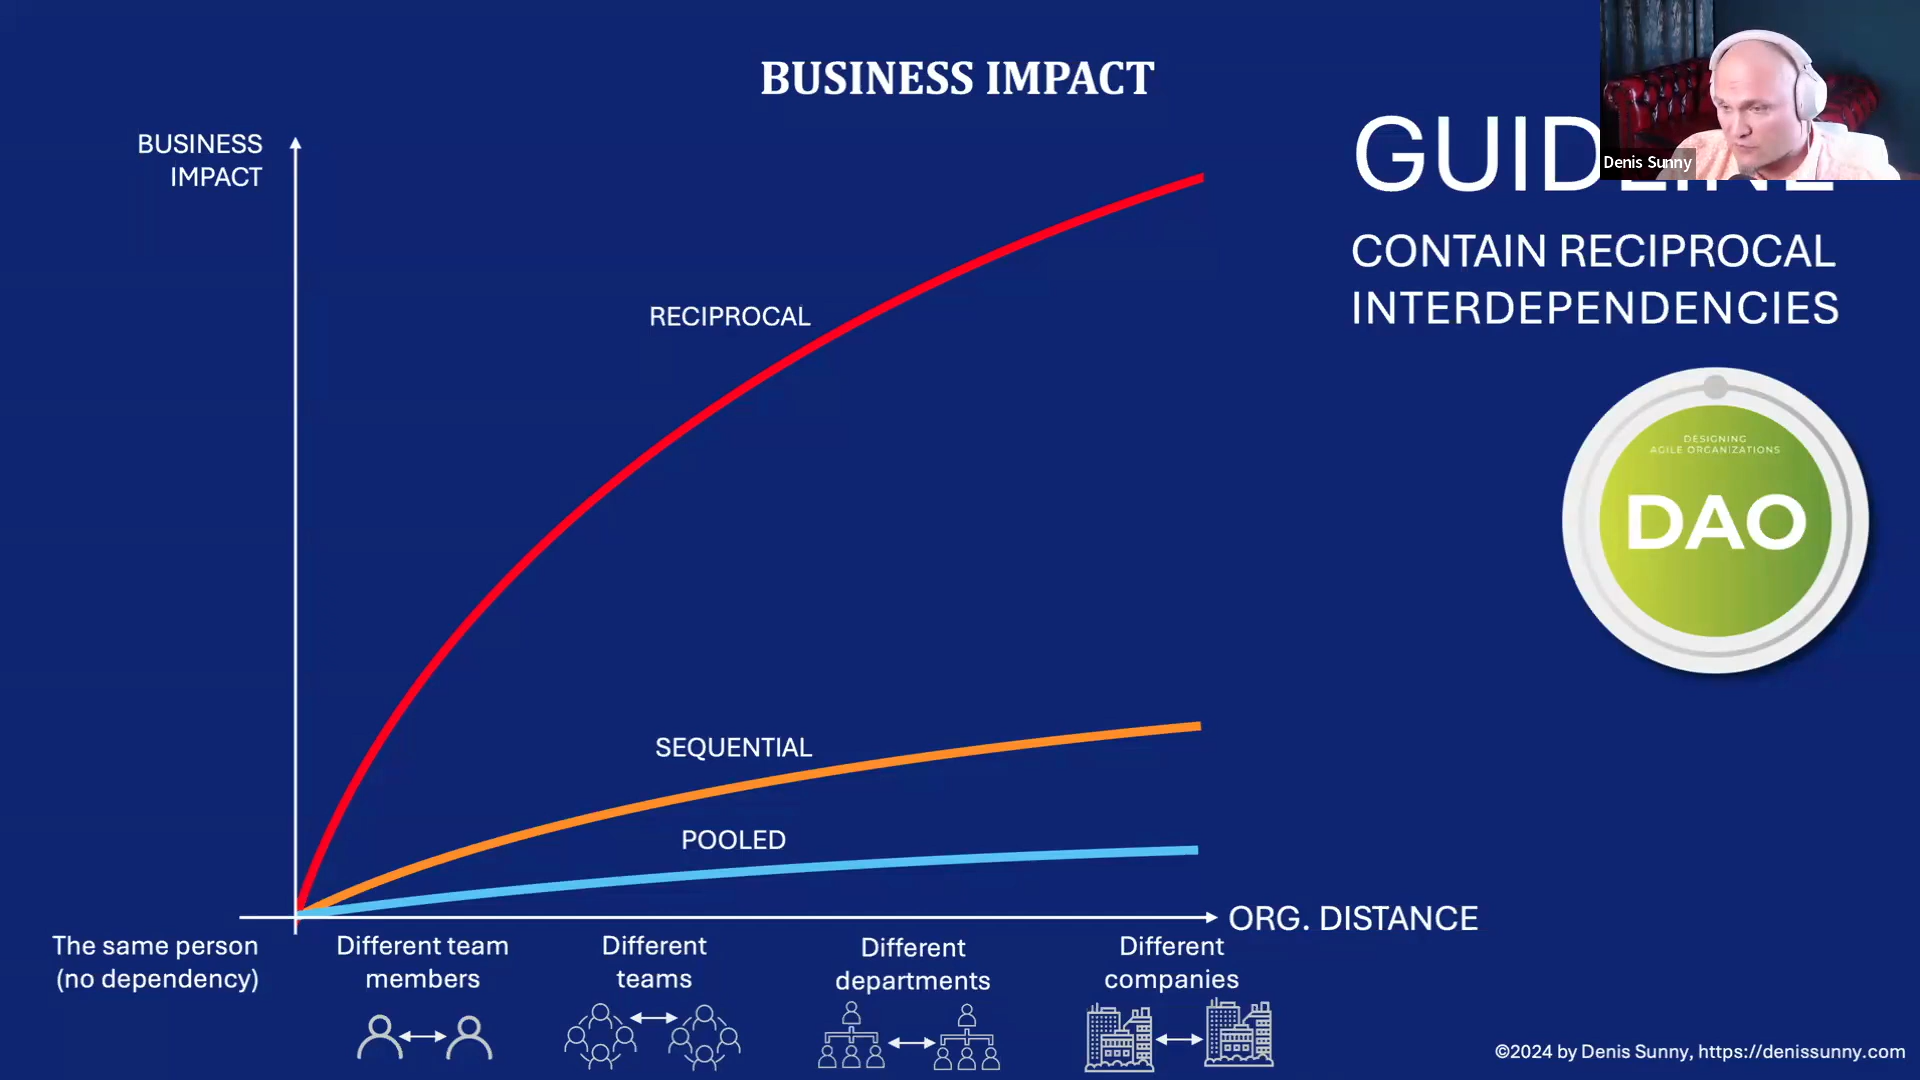 BUSINESS IMPACT
BUSINESS
IMPACT
GUIDELINE
Denis Sunny
CONTAIN RECIPROCAL
INTERDEPENDENCIES
RECIPROCAL
DESIGNING
AGILE ORGANIZATIONS
DAO
SEQUENTIAL
POOLED
ORG. DISTANCE
The same person
(no dependency)
Different team
members
Different
teams
Different
departments
Different
companies
©2024 by Denis Sunny, https://denissunny.com